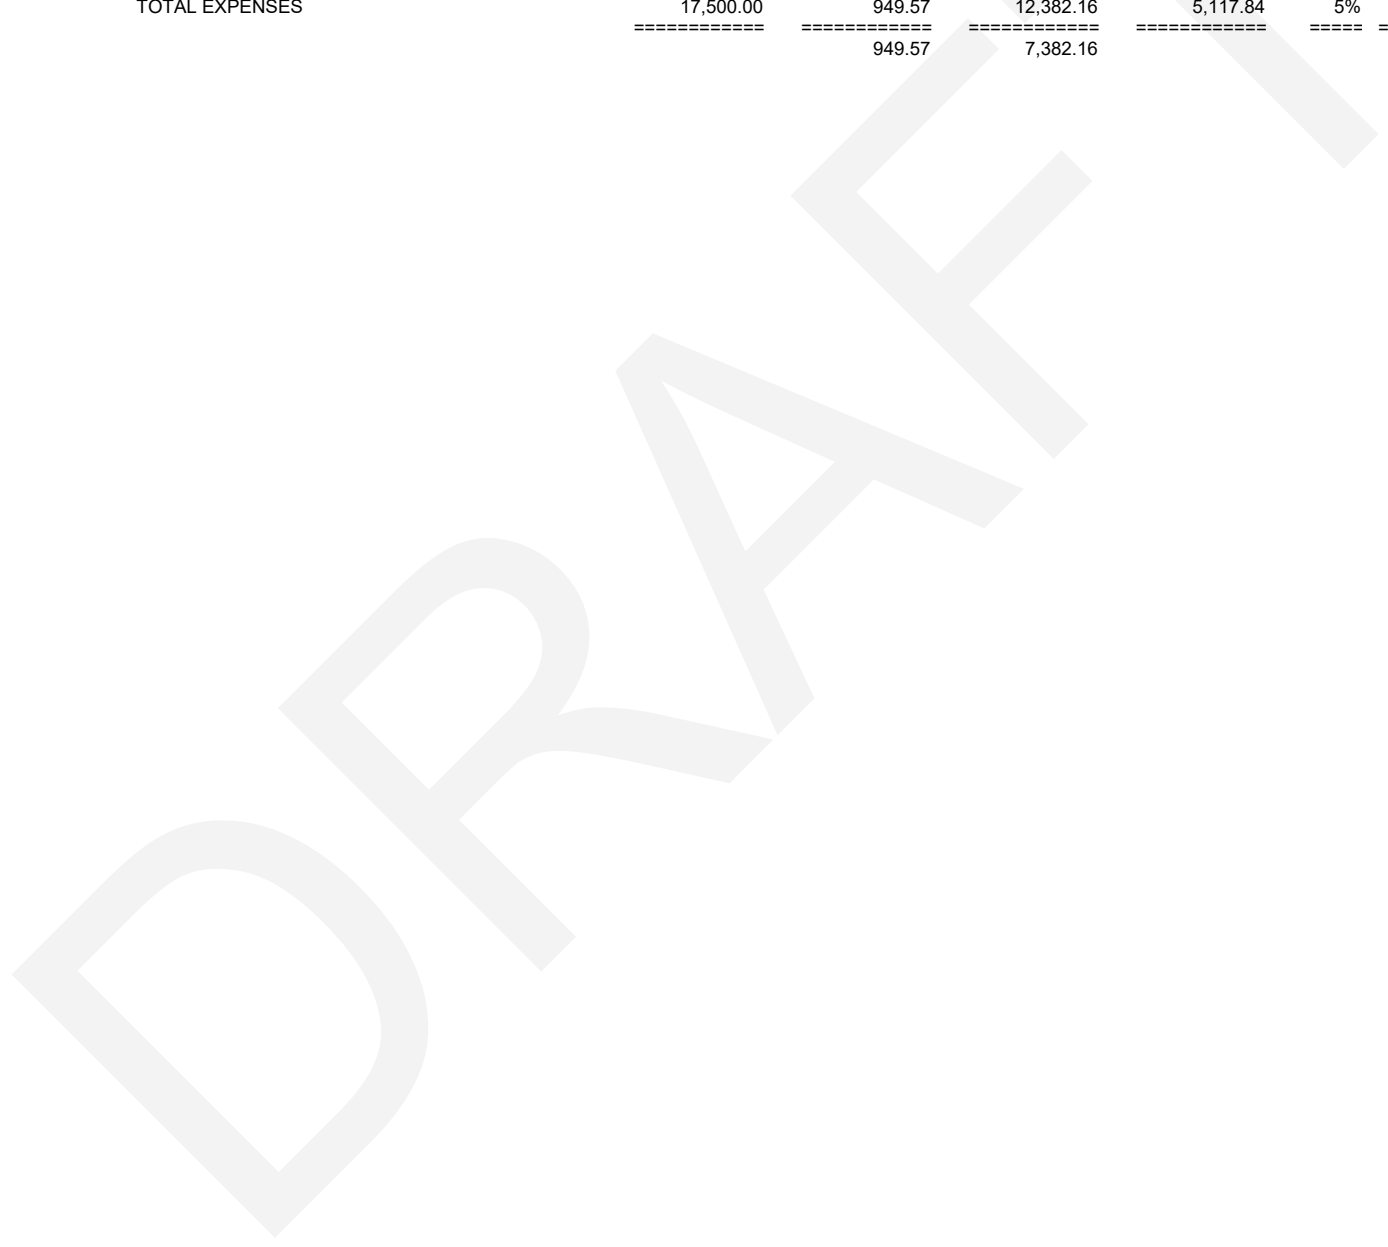 TOTAL EXPENSES 17,500.00 949.57 12,382.16 5,117.84 5%
============ ============ ============ ============ ===== =
949.57 7,382.16
DRAFT